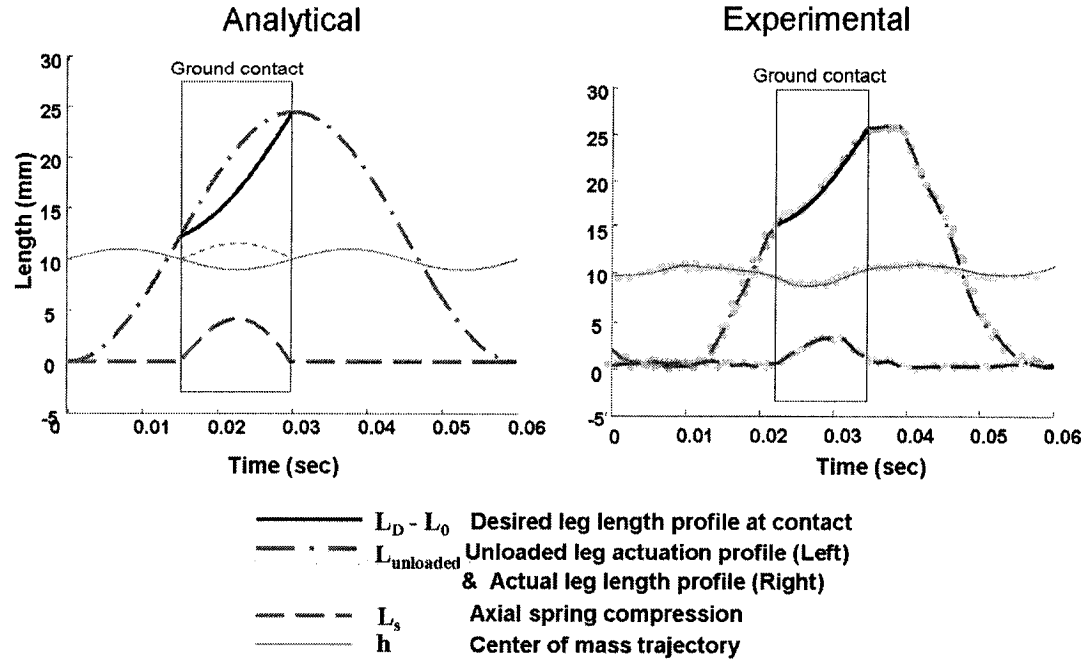 Analytical
Experimental
Ground contact
Ground contact
Length (mm)
30
25
20
15
10
5
0
-5
0
0.01
0.02
0.03
0.04
0.05
0.06
Time (sec)
30
25
20
15
10
5
0
-5
0
0.01
0.02
0.03
0.04
0.05
0.06
Time (sec)
L_D - L_0 Desired leg length profile at contact
L_unloaded Unloaded leg actuation profile (Left)
& Actual leg length profile (Right)
L_s Axial spring compression
h Center of mass trajectory